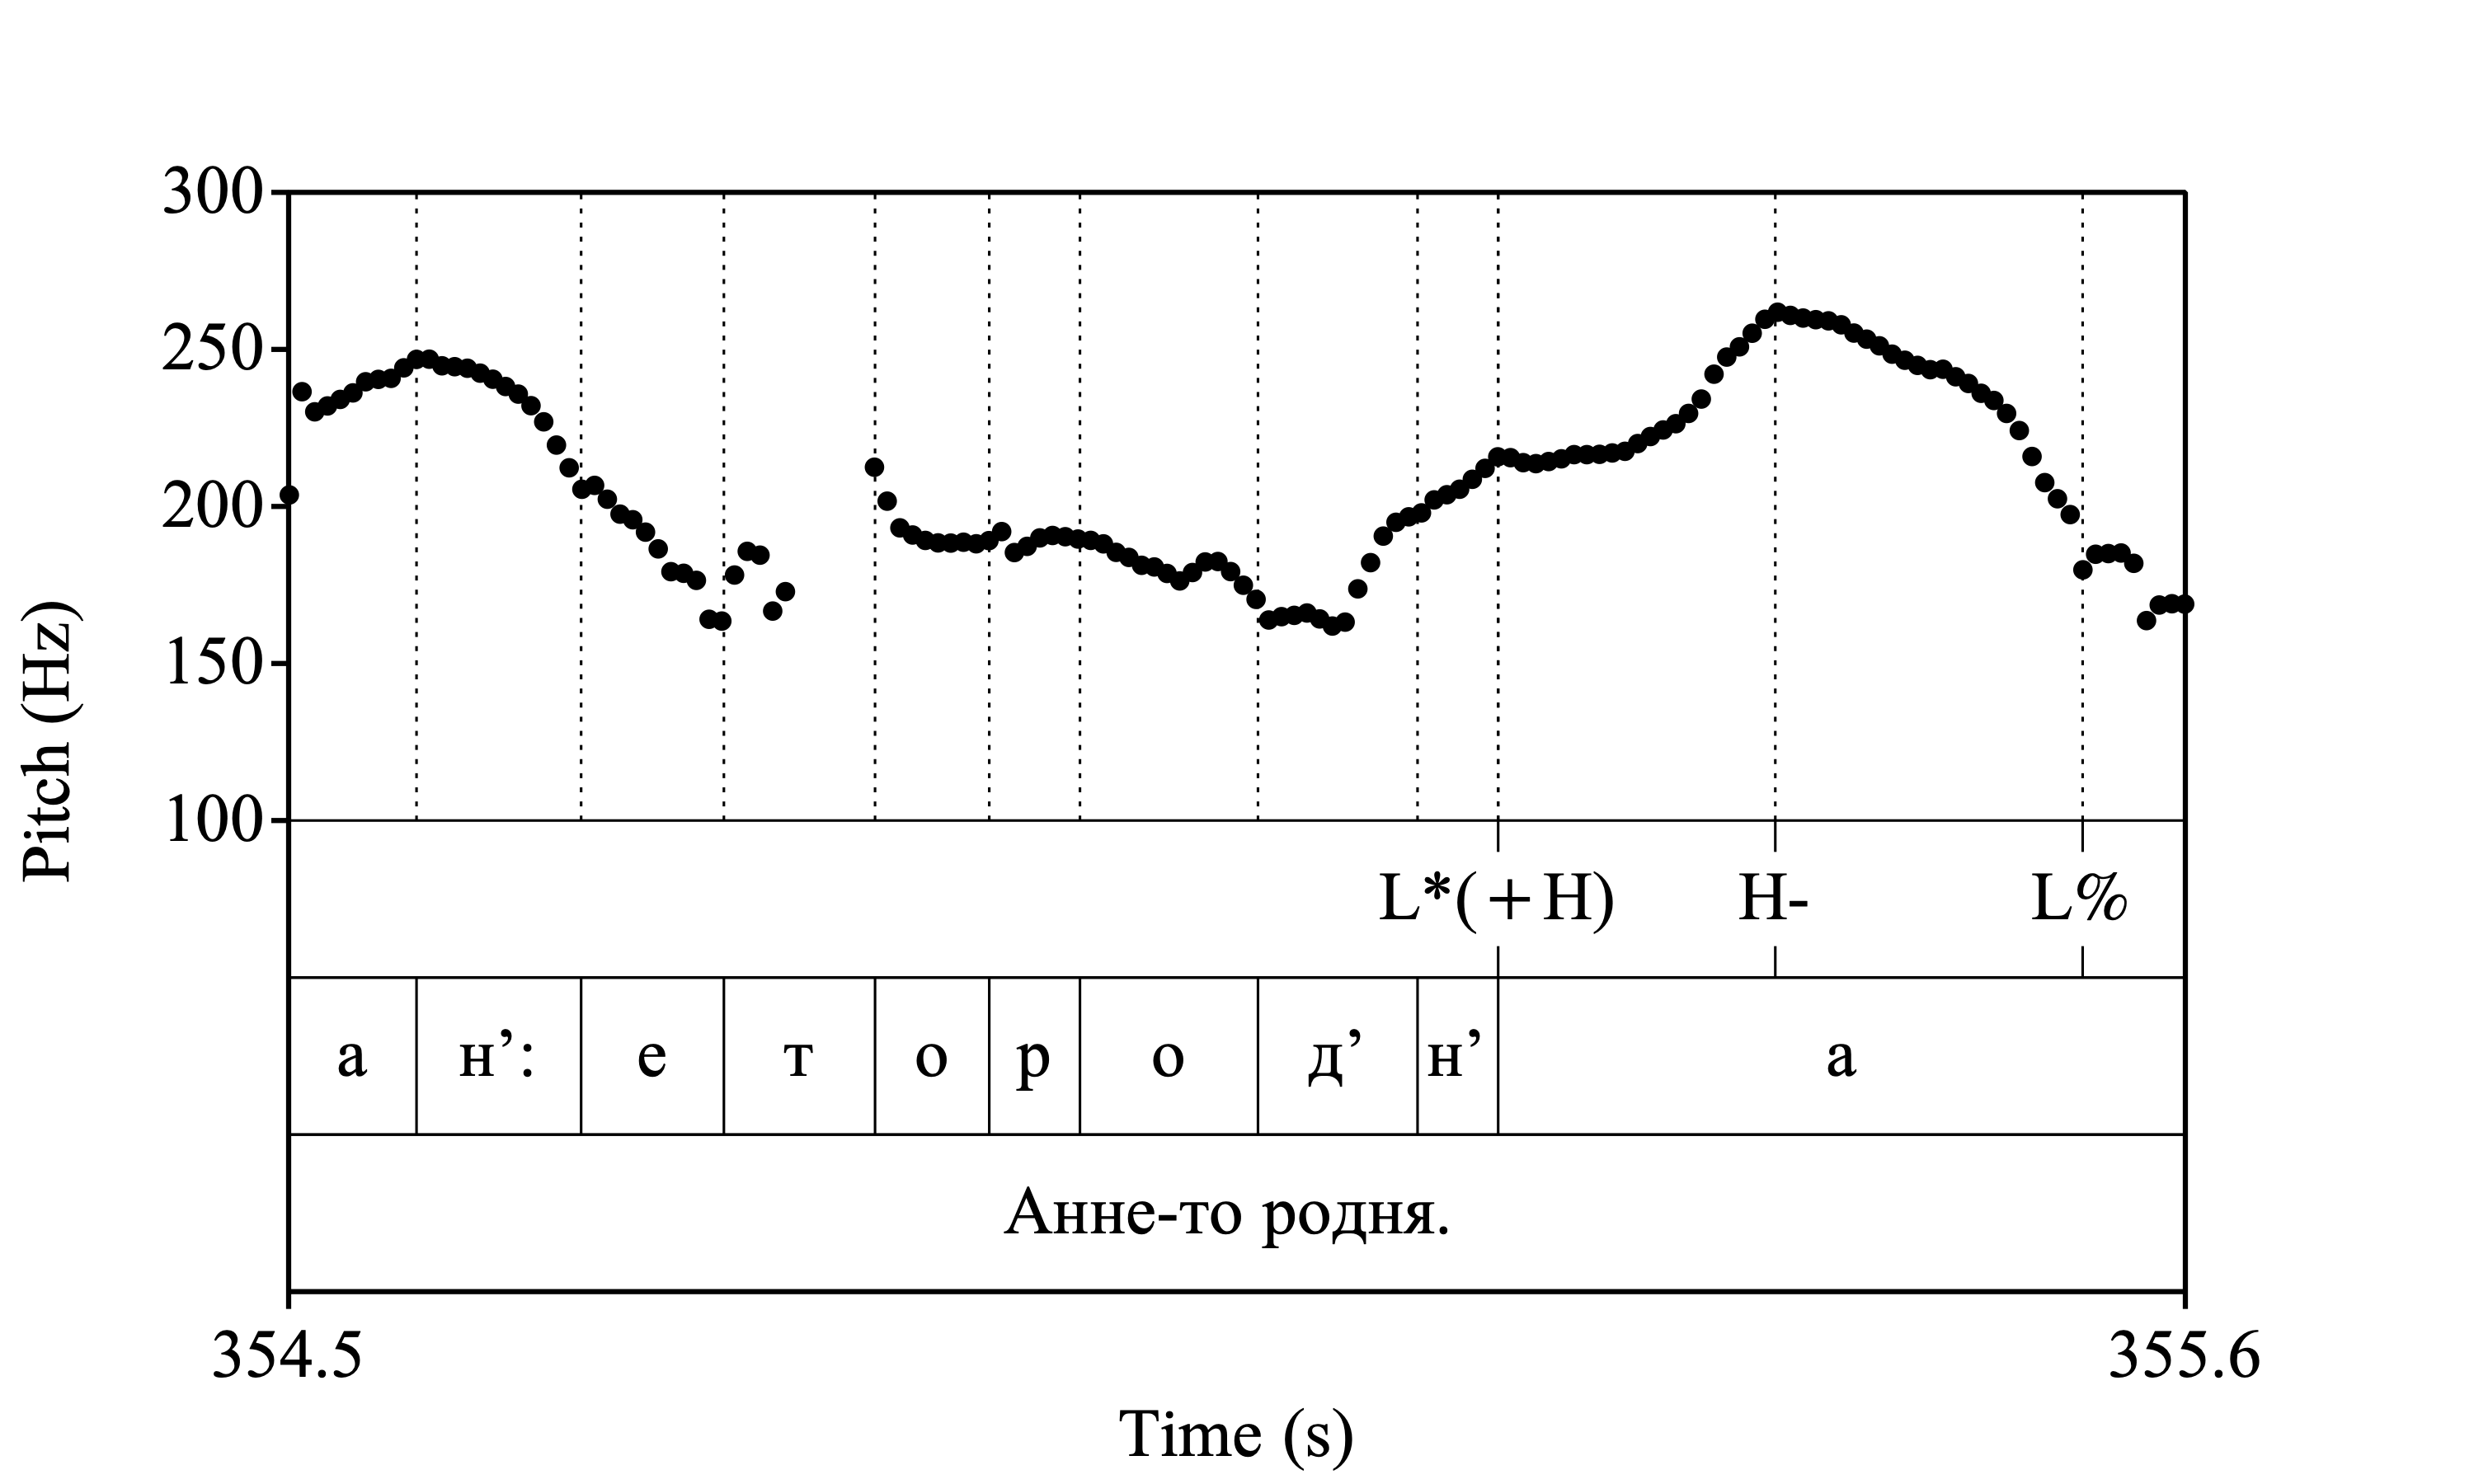 300
250
200
150
100
Pitch (Hz)
L*(+H) H- L%
а н’: е т о р о д’ н’ а
Анне-то родня.
354.5 355.6
Time (s)